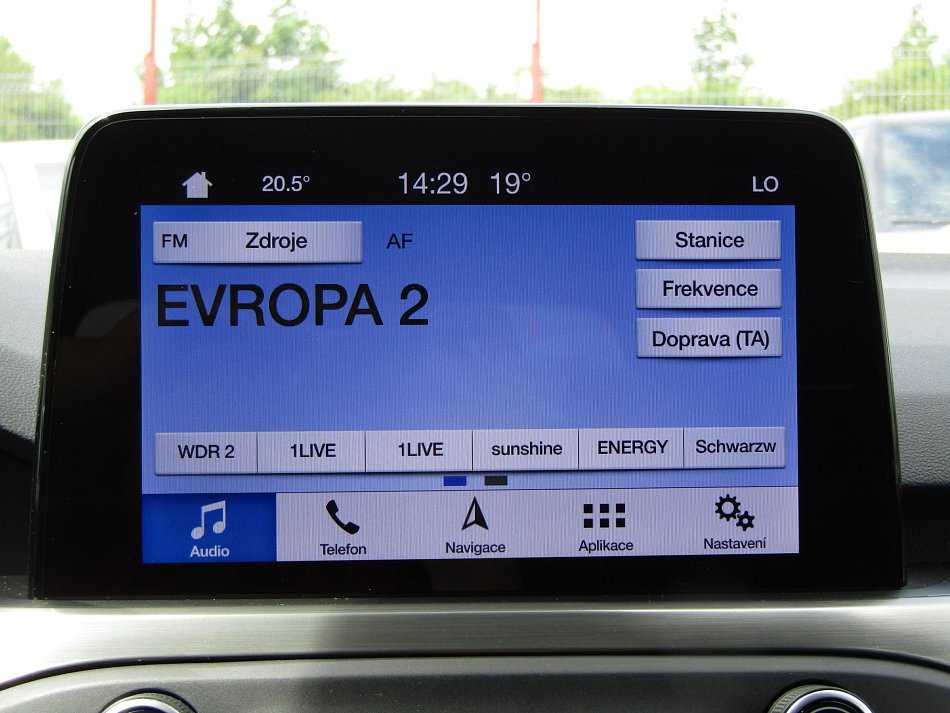 20.5° 14:29 19° LO
FM Zdroje AF Stanice
EVROPA 2
Frekvence
Doprava (TA)
WDR 2 1LIVE 1LIVE sunshine ENERGY Schwarzw
Audio Telefon Navigace Aplikace Nastavení